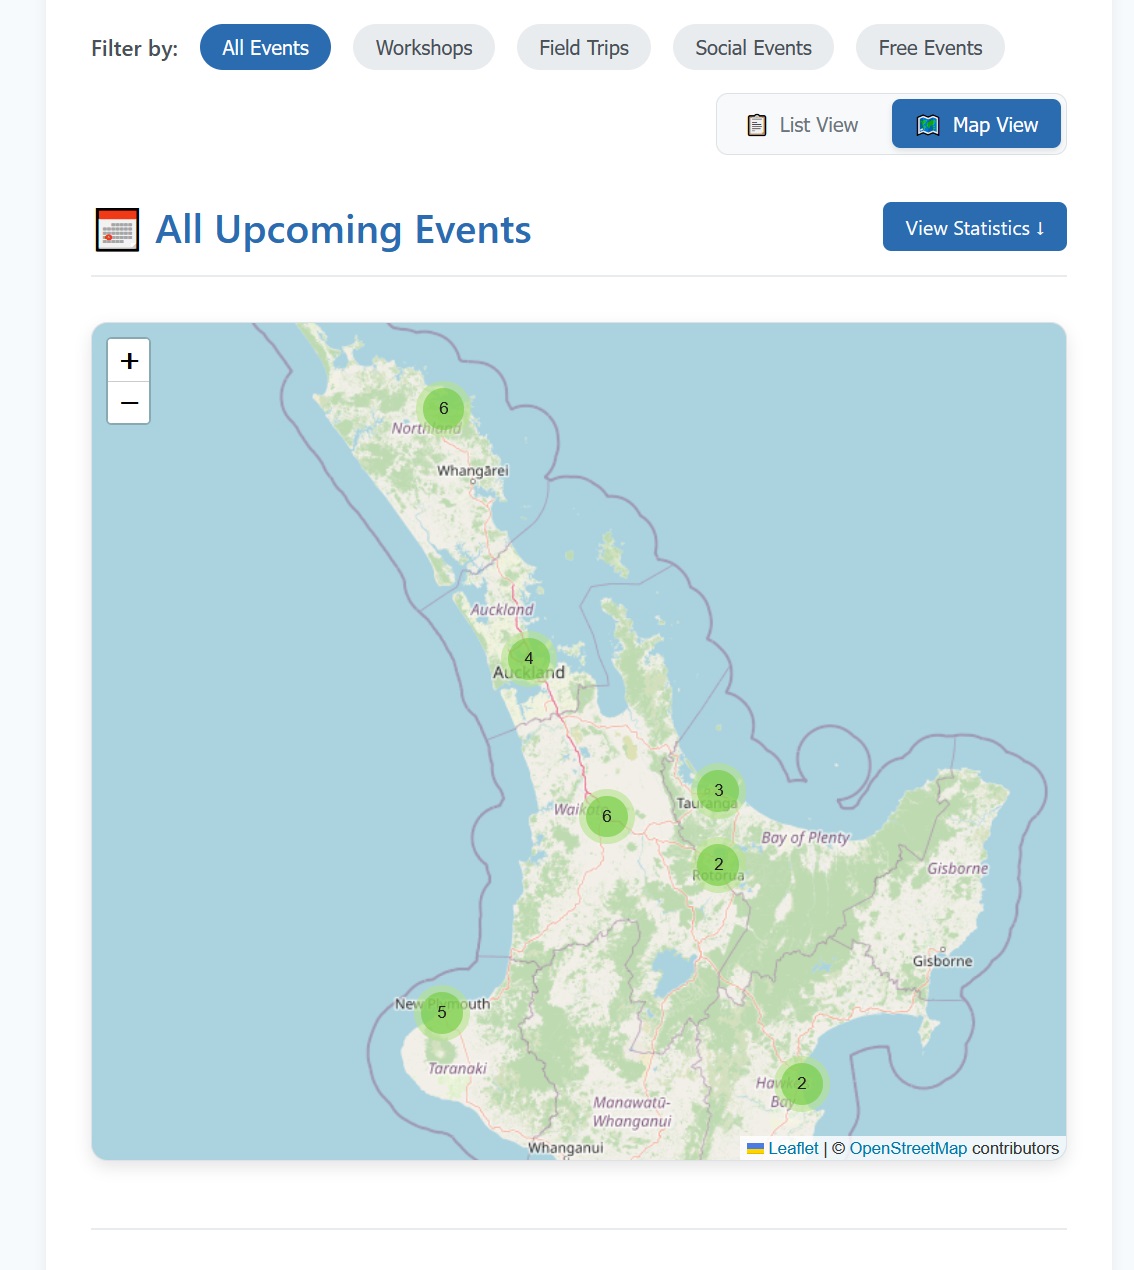 Filter by: All Events Workshops Field Trips Social Events Free Events
List View Map View
All Upcoming Events View Statistics ↓
+
−
6
Northland
Whangārei
Auckland
4
Auckland
3
Tauranga
Waikato
6
Bay of Plenty
2
Rotorua
Gisborne
Gisborne
New Plymouth
5
Taranaki
2
Hawke's
Bay
Manawatū-
Whanganui
Whanganui
Leaflet | © OpenStreetMap contributors